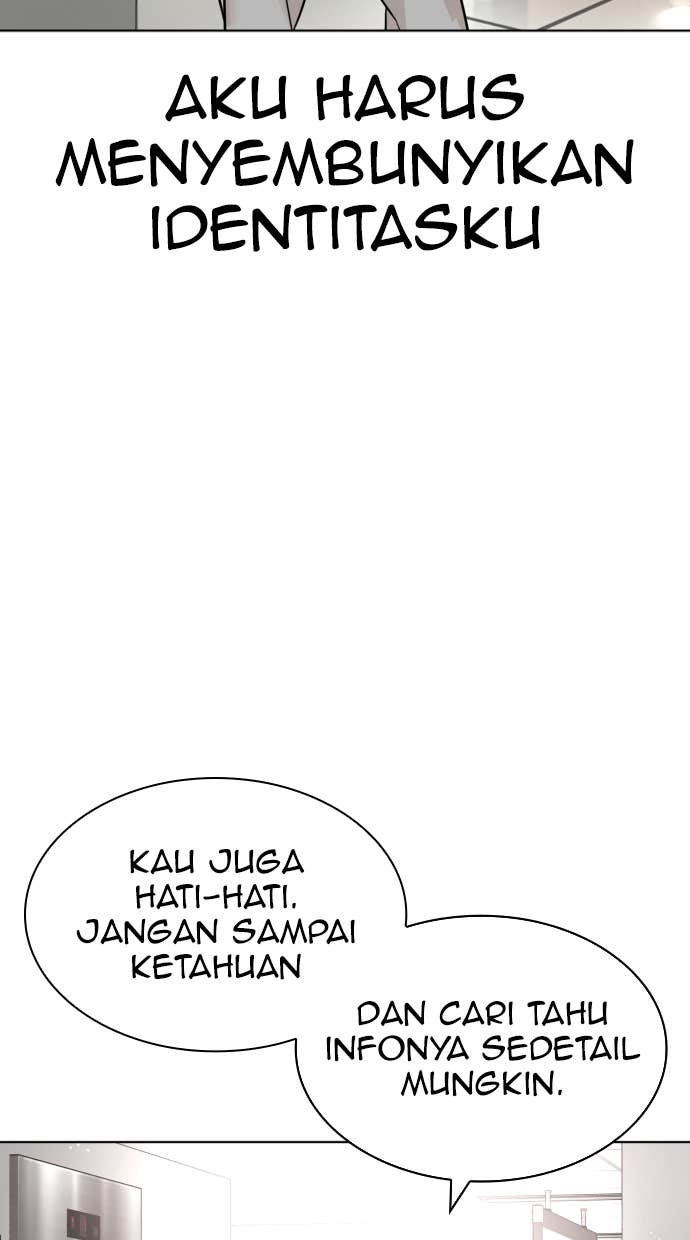 AKU HARUS
MENYEMBUNYIKAN
IDENTITASKU
KAU JUGA
HATI-HATI.
JANGAN SAMPAI
KETAHUAN
DAN CARI TAHU
INFONYA SEDETAIL
MUNGKIN.